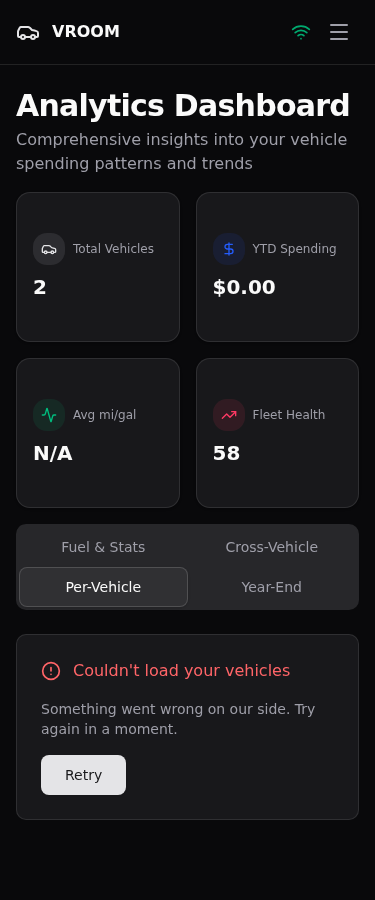 VROOM
Analytics Dashboard
Comprehensive insights into your vehicle
spending patterns and trends
Total Vehicles
2
YTD Spending
$0.00
Avg mi/gal
N/A
Fleet Health
58
Fuel & Stats
Cross-Vehicle
Per-Vehicle
Year-End
Couldn't load your vehicles
Something went wrong on our side. Try
again in a moment.
Retry